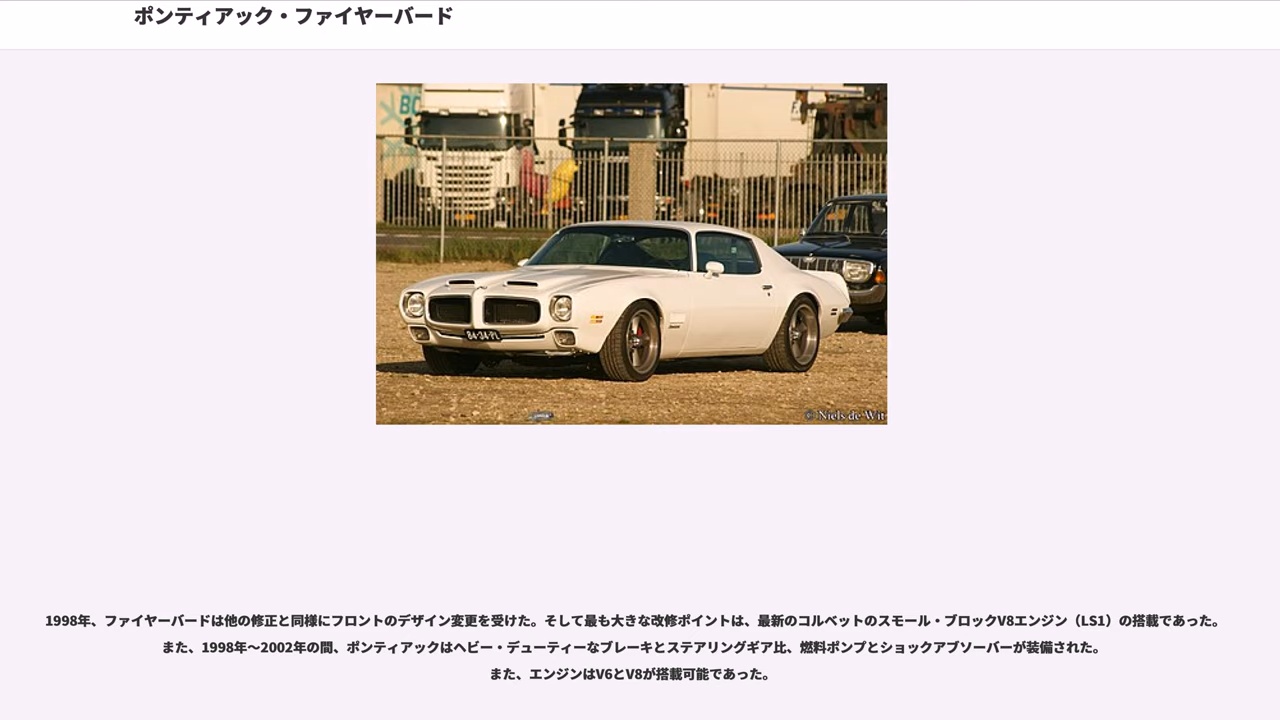 ポンティアック・ファイヤーバード
BC
84-34-PL
© Niels de Wit
1998年、ファイヤーバードは他の修正と同様にフロントのデザイン変更を受けた。そして最も大きな改修ポイントは、最新のコルベットのスモール・ブロックV8エンジン（LS1）の搭載であった。
また、1998年〜2002年の間、ポンティアックはヘビー・デューティーなブレーキとステアリングギア比、燃料ポンプとショックアブソーバーが装備された。
また、エンジンはV6とV8が搭載可能であった。